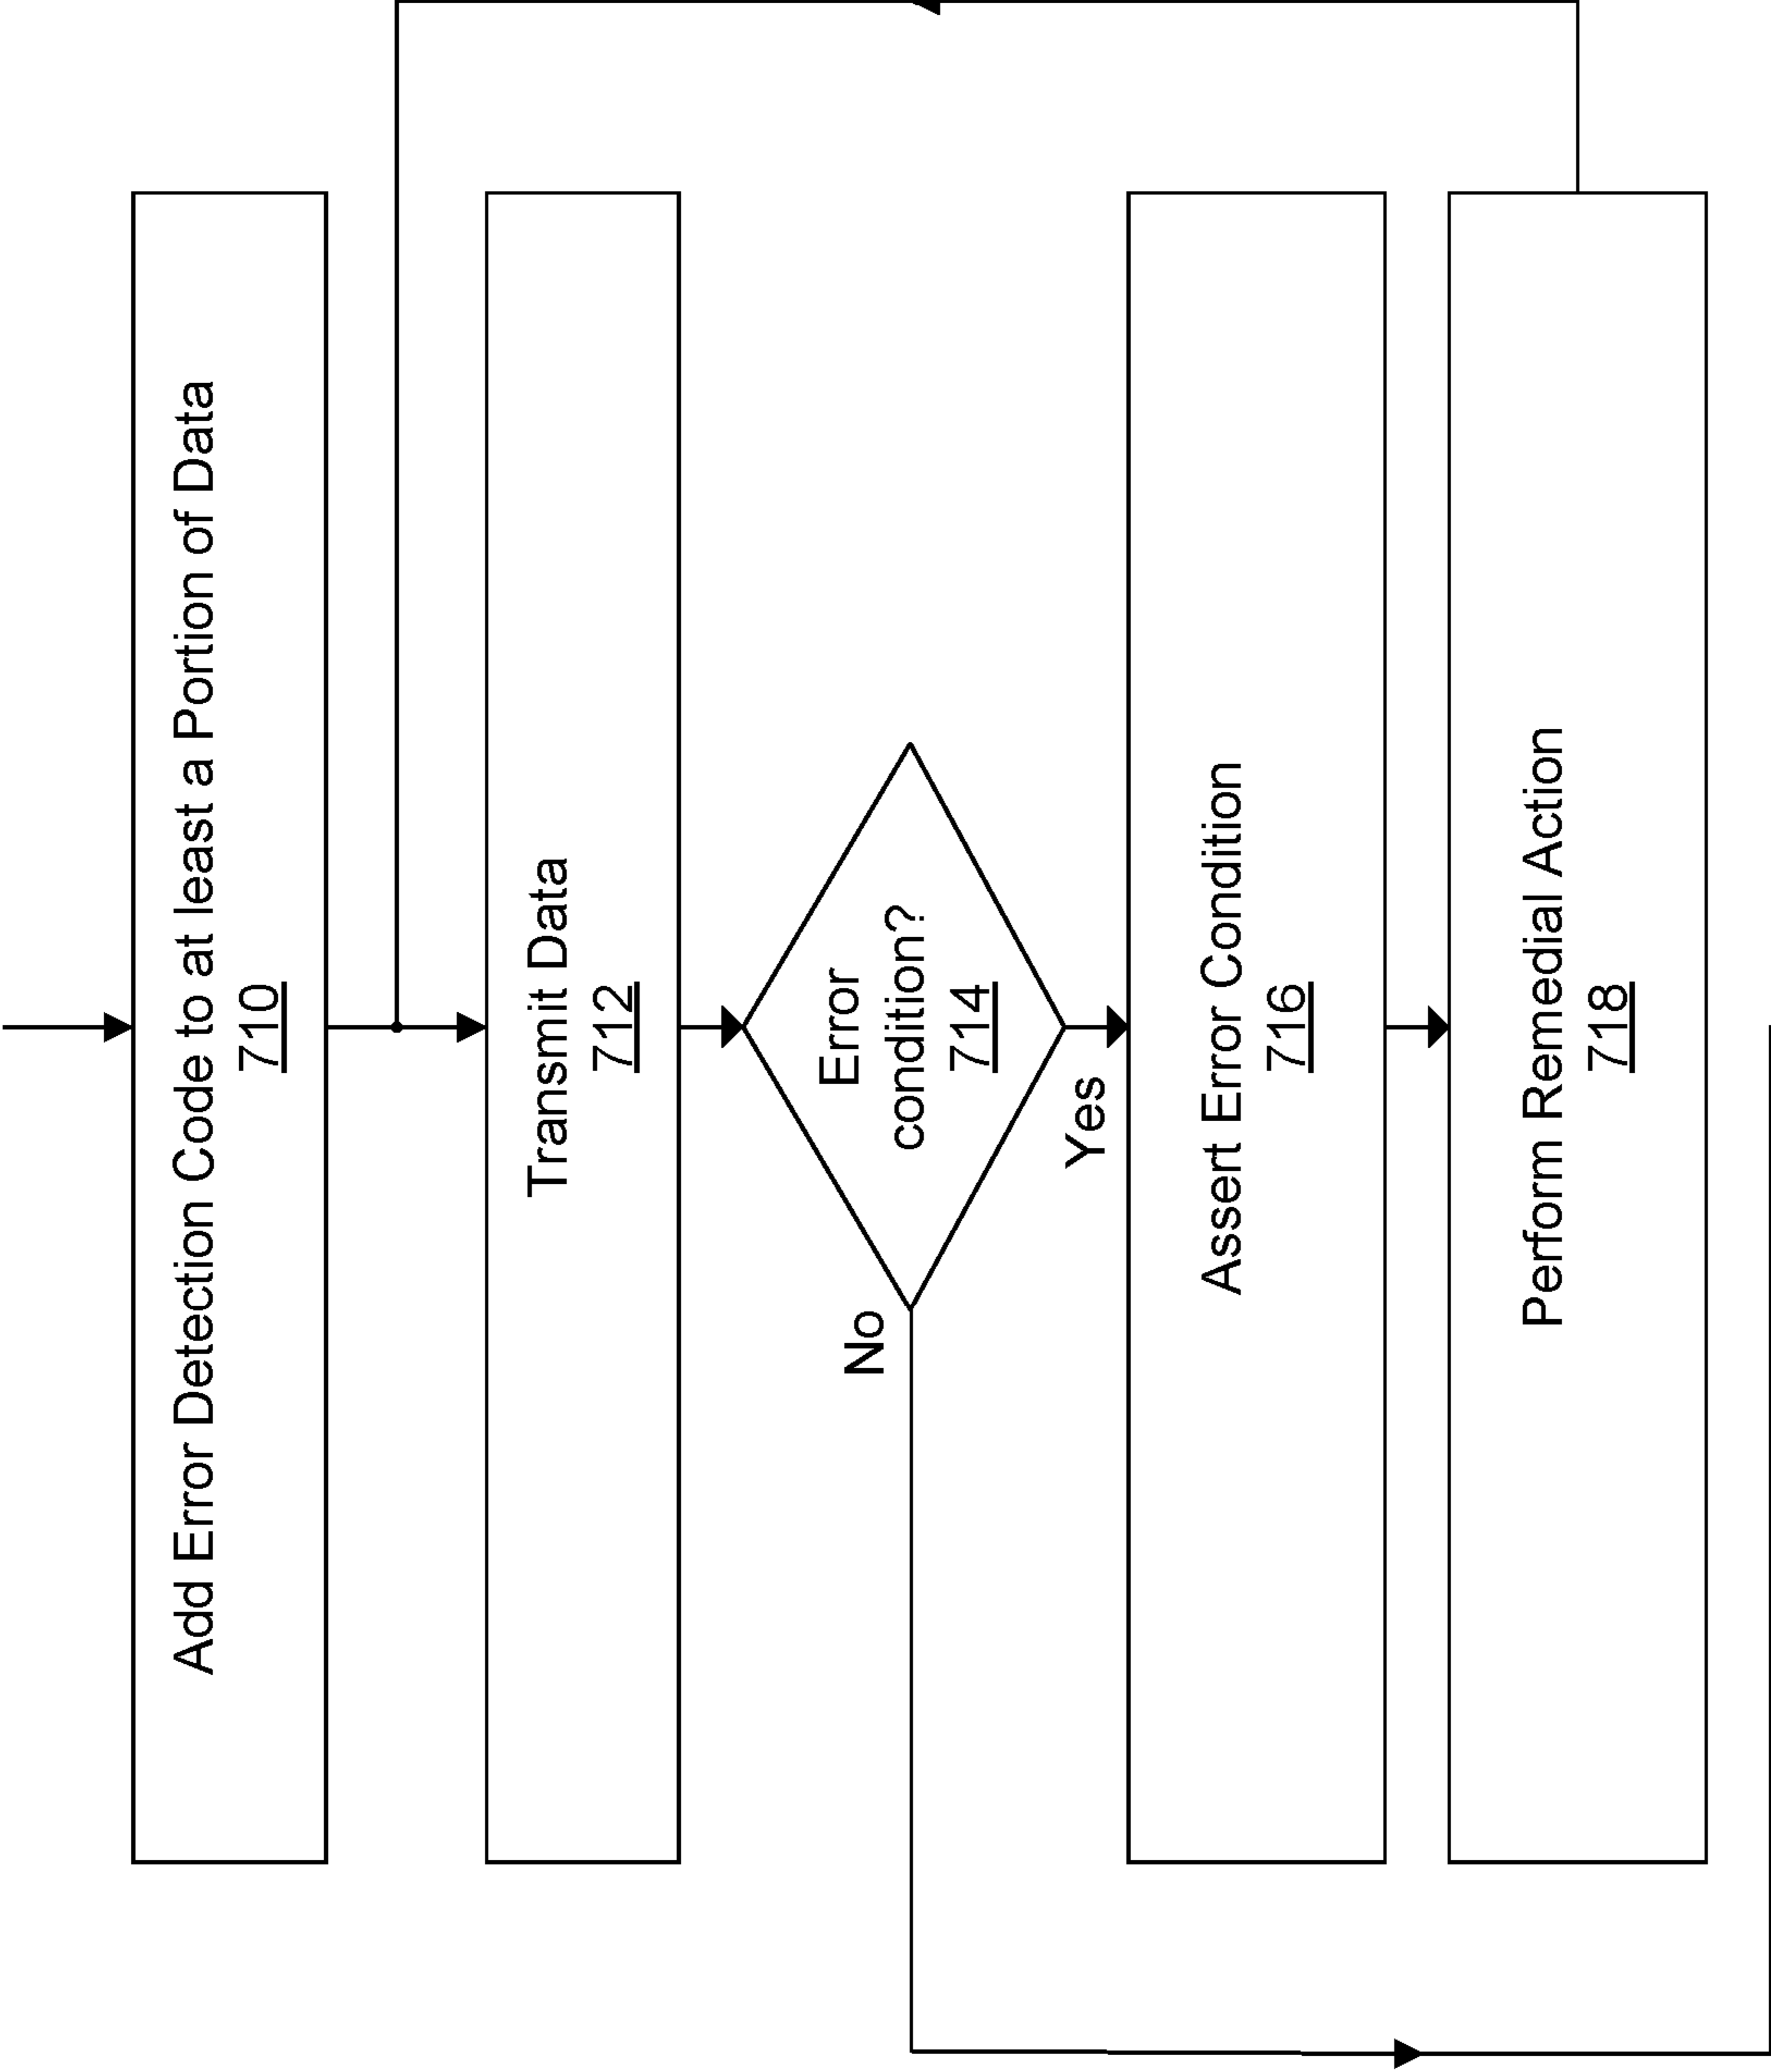 Add Error Detection Code to at least a Portion of Data
710
Transmit Data
712
Error
condition?
714
No
Yes
Assert Error Condition
716
Perform Remedial Action
718